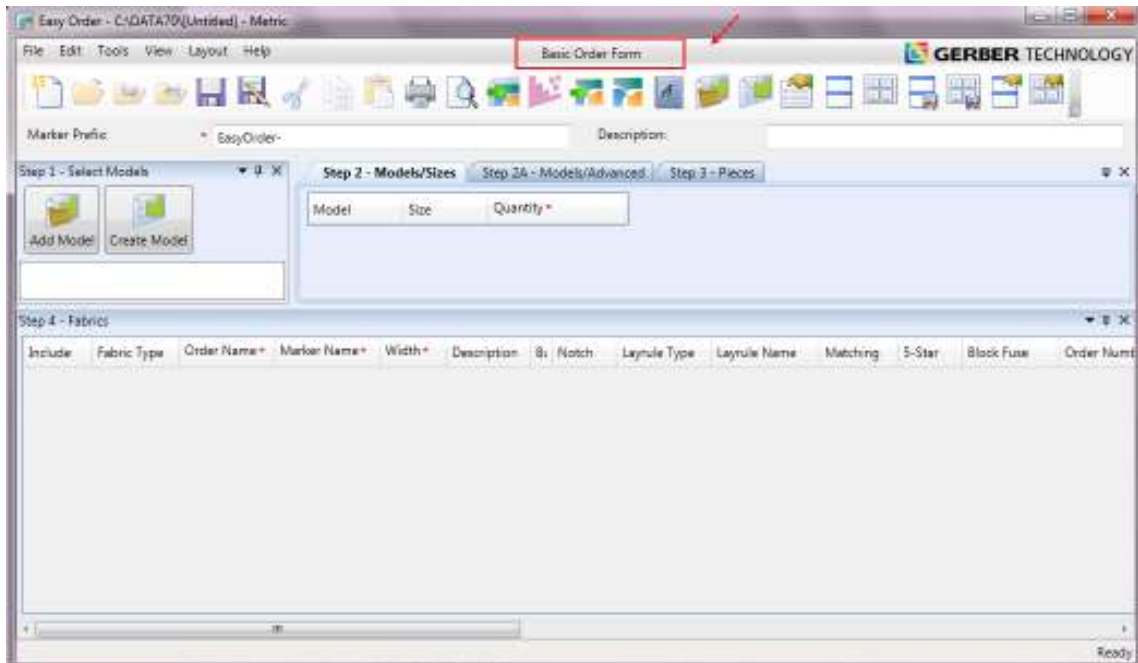 Easy Order - C:\DATA70\(Untitled) - Metric
File Edit Tools View Layout Help Basic Order Form GERBER TECHNOLOGY
Marker Prefix: * EasyOrder- Description:
Step 1 - Select Models Step 2 - Models/Sizes Step 2A - Models/Advanced Step 3 - Pieces
Model Size Quantity *
Add Model Create Model
Step 4 - Fabrics
Include Fabric Type Order Name * Marker Name * Width * Description Notch Layrule Type Layrule Name Matching 5-Star Block Fuse Order Numb
Ready